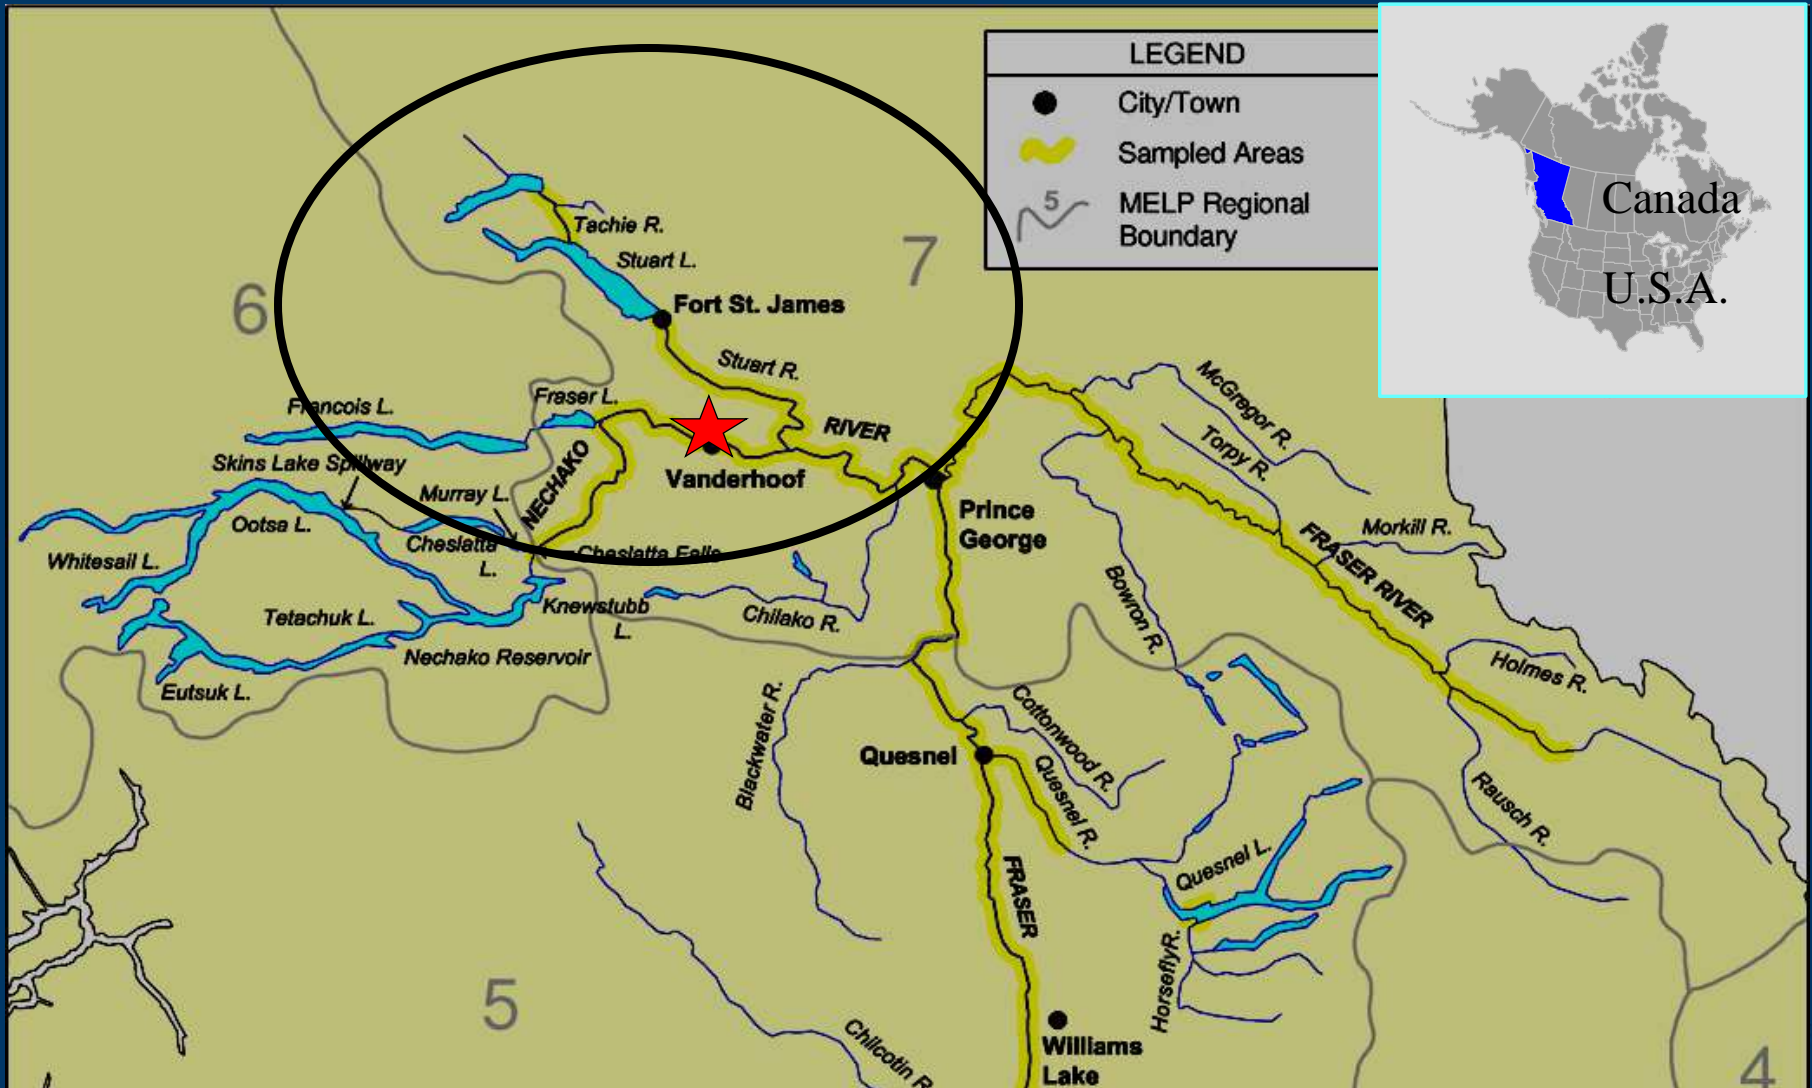 LEGEND
City/Town
Sampled Areas
5
MELP Regional
Boundary
Canada
U.S.A.
Tachie R.
Stuart L.
7
6
Fort St. James
Stuart R.
McGregor R.
Fraser L.
Francois L.
RIVER
Torpy R.
Skins Lake Spillway
NECHAKO
Vanderhoof
Murray L.
Prince
George
Ootsa L.
Morkill R.
FRASER RIVER
Cheslatta
L.
Cheslatta Falls
Whitesail L.
Bowron R.
Knewstubb
L.
Tetachuk L.
Chilako R.
Nechako Reservoir
Holmes R.
Eutsuk L.
Blackwater R.
Cottonwood R.
Quesnel
Quesnel R.
Rausch R.
Quesnel L.
FRASER
HorseflyR.
5
Chilcotin R.
Williams
Lake
4